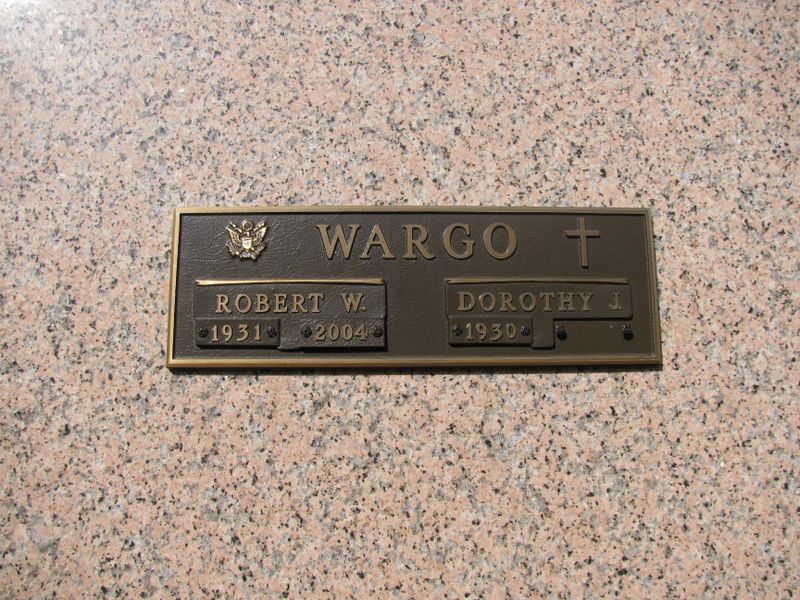 WARGO
ROBERT W.
1931 2004
DOROTHY J.
1930